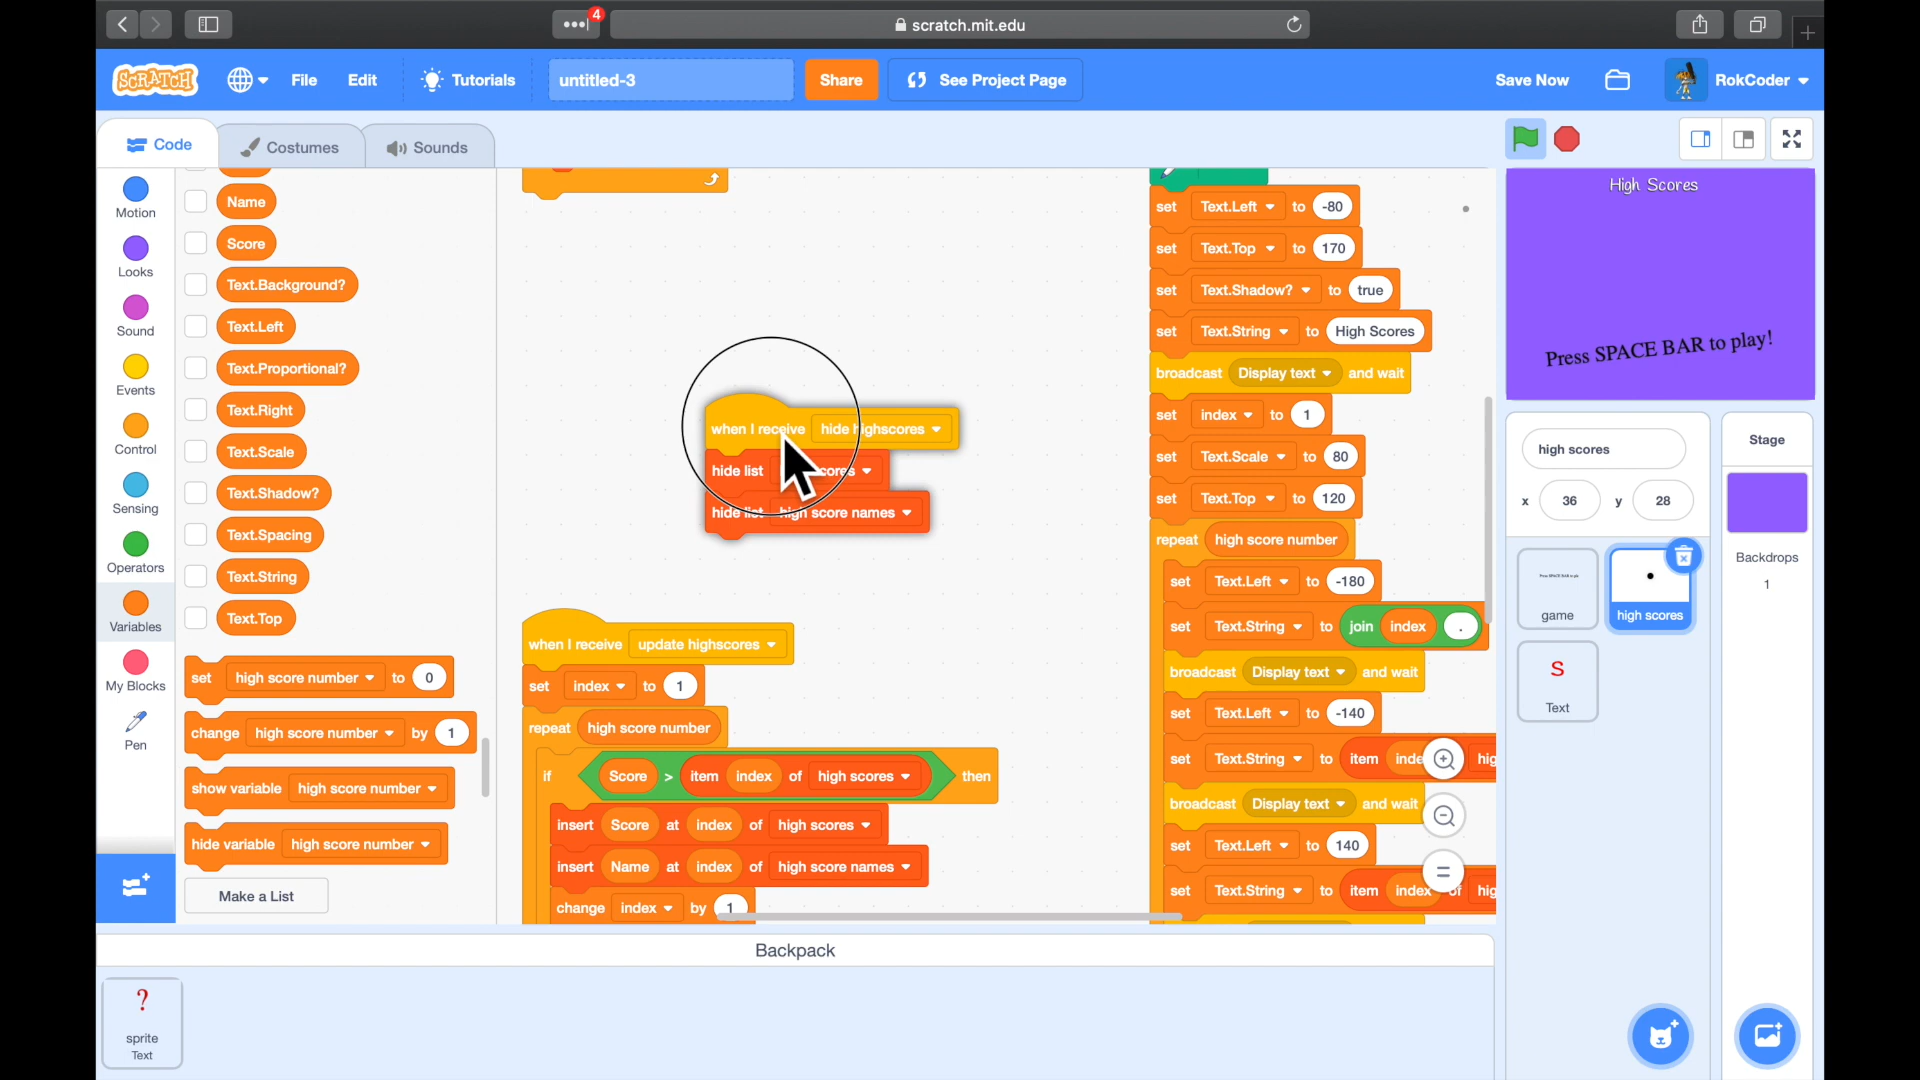 4
scratch.mit.edu
SCRATCH
File
Edit
Tutorials
untitled-3
Share
See Project Page
Save Now
RokCoder
Code
Costumes
Sounds
Motion
Looks
Sound
Events
Control
Sensing
Operators
Variables
My Blocks
Pen
Name
Score
Text.Background?
Text.Left
Text.Proportional?
Text.Right
Text.Scale
Text.Shadow?
Text.Spacing
Text.String
Text.Top
set high score number to 0
change high score number by 1
show variable high score number
hide variable high score number
Make a List
when I receive hide highscores
hide list scores
hide list high score names
when I receive update highscores
set index to 1
repeat high score number
if Score > item index of high scores then
insert Score at index of high scores
insert Name at index of high score names
change index by 1
set Text.Left to -80
set Text.Top to 170
set Text.Shadow? to true
set Text.String to High Scores
broadcast Display text and wait
set index to 1
set Text.Scale to 80
set Text.Top to 120
repeat high score number
set Text.Left to -180
set Text.String to join index .
broadcast Display text and wait
set Text.Left to -140
set Text.String to item
broadcast Display text and wait
set Text.Left to 140
set Text.String to item index of
High Scores
Press SPACE BAR to play!
high scores
x 36 y 28
game
high scores
S
Text
Stage
Backdrops
1
Backpack
?
sprite
Text